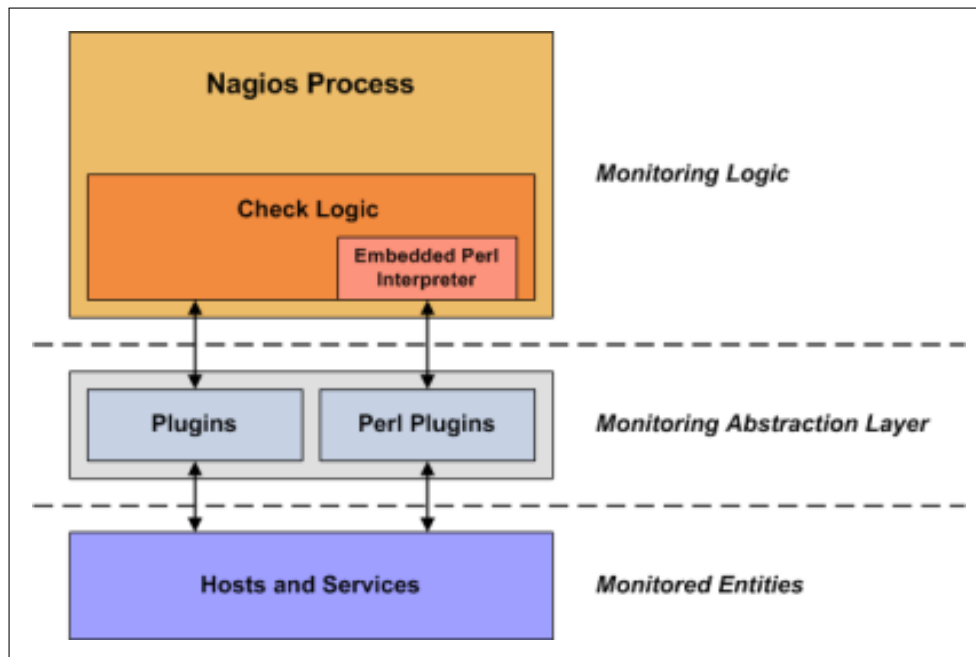 Nagios Process
Monitoring Logic
Check Logic
Embedded Perl
Interpreter
Plugins
Perl Plugins
Monitoring Abstraction Layer
Hosts and Services
Monitored Entities